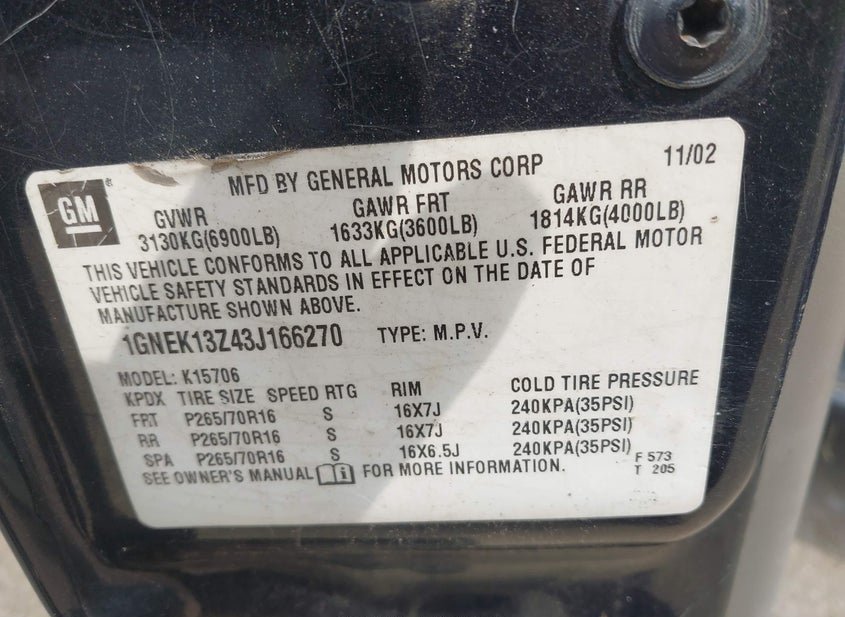 MFD BY GENERAL MOTORS CORP 11/02
GM
GVWR GAWR FRT GAWR RR
3130KG(6900LB) 1633KG(3600LB) 1814KG(4000LB)
THIS VEHICLE CONFORMS TO ALL APPLICABLE U.S. FEDERAL MOTOR
VEHICLE SAFETY STANDARDS IN EFFECT ON THE DATE OF
MANUFACTURE SHOWN ABOVE.
1GNEK13Z43J166270 TYPE: M.P.V.
MODEL: K15706
KPDX TIRE SIZE SPEED RTG RIM COLD TIRE PRESSURE
FRT P265/70R16 S 16X7J 240KPA(35PSI)
RR P265/70R16 S 16X7J 240KPA(35PSI)
SPA P265/70R16 S 16X6.5J 240KPA(35PSI)
SEE OWNER'S MANUAL FOR MORE INFORMATION.
F 573
T 205